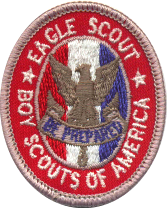 EAGLE SCOUT
BE PREPARED
BOY SCOUTS OF AMERICA